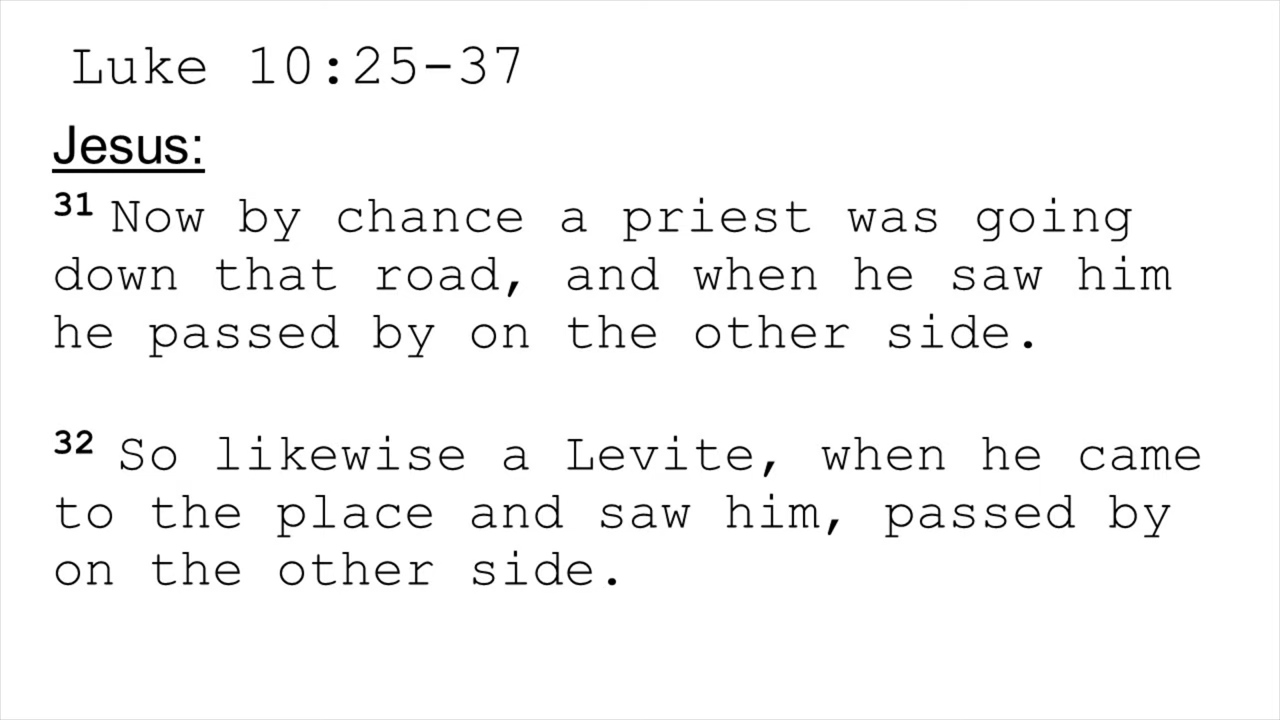 Luke 10:25-37
Jesus:
31 Now by chance a priest was going
down that road, and when he saw him
he passed by on the other side.
32 So likewise a Levite, when he came
to the place and saw him, passed by
on the other side.